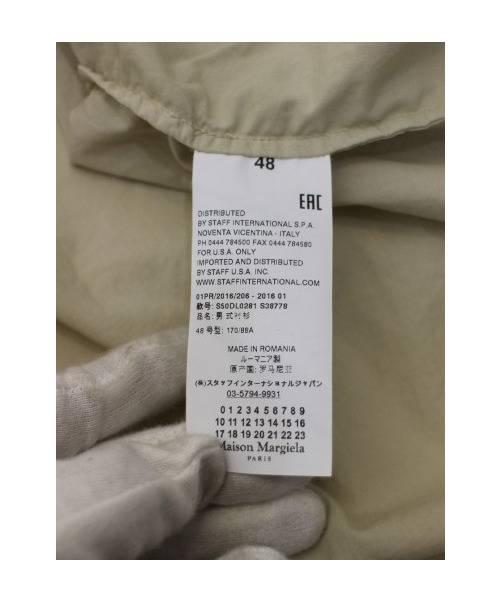 48
EAC
DISTRIBUTED
BY STAFF INTERNATIONAL S.P.A.
NOVENTA VICENTINA - ITALY
PH 0444 784500 FAX 0444 784580
FOR U.S.A. ONLY
IMPORTED AND DISTRIBUTED
BY STAFF U.S.A. INC.
WWW.STAFFINTERNATIONAL.COM
01PR/2016/206 - 2016 01
款号: S50DL0281 S38778
品名: 男式衬衫
48 号型: 170/88A
MADE IN ROMANIA
ルーマニア製
原产国: 罗马尼亚
(株)スタッフインターナショナルジャパン
03-5794-9931
0 1 2 3 4 5 6 7 8 9
10 11 12 13 14 15 16
17 18 19 20 21 22 23
Maison Margiela
PARIS